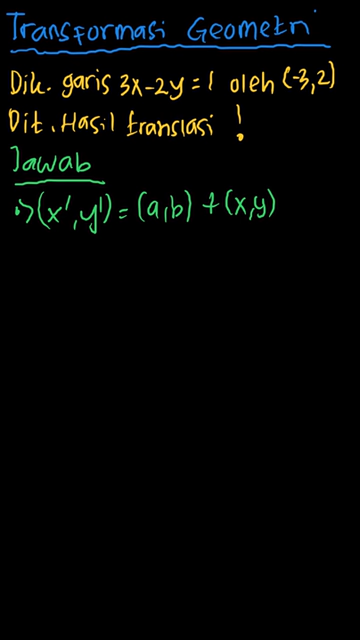 Transformasi Geometri
Dik. garis 3x-2y=1 oleh (-3,2)
Dit. Hasil translasi !
Jawab
=> (x',y') = (a,b) + (x,y)